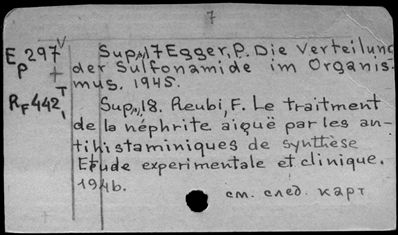 7
Ep 297 V Sup. 17 Egger, P. Die Verteilung
+ der Sulfonamide im Organis-
mus. 1945.
RF 442, T Sup. 18. Reubi, F. Le traitment
de la néphrite aiquë par les an-
tihistaminiques de synthèse
Etude experimentale et clinique.
1946.
см. след. карт